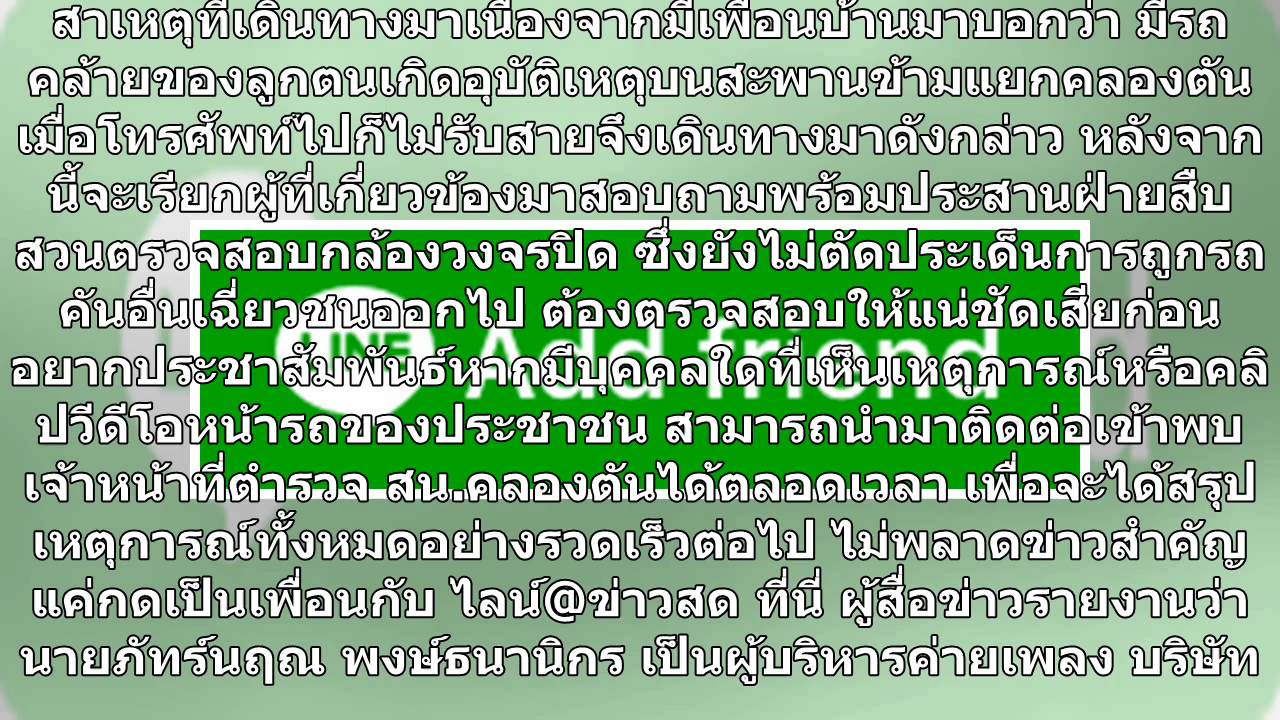 สาเหตุที่เดินทางมาเนื่องจากมีเพื่อนบ้านมาบอกว่า มีรถ
คล้ายของลูกตนเกิดอุบัติเหตุบนสะพานข้ามแยกคลองตัน
เมื่อโทรศัพท์ไปก็ไม่รับสายจึงเดินทางมาดังกล่าว หลังจาก
นี้จะเรียกผู้ที่เกี่ยวข้องมาสอบถามพร้อมประสานฝ่ายสืบ
สวนตรวจสอบกล้องวงจรปิด ซึ่งยังไม่ตัดประเด็นการถูกรถ
คันอื่นเฉี่ยวชนออกไป ต้องตรวจสอบให้แน่ชัดเสียก่อน
อยากประชาสัมพันธ์หากมีบุคคลใดที่เห็นเหตุการณ์หรือคลิ
ปวีดีโอหน้ารถของประชาชน สามารถนำมาติดต่อเข้าพบ
เจ้าหน้าที่ตำรวจ สน.คลองตันได้ตลอดเวลา เพื่อจะได้สรุป
เหตุการณ์ทั้งหมดอย่างรวดเร็วต่อไป ไม่พลาดข่าวสำคัญ
แค่กดเป็นเพื่อนกับ ไลน์@ข่าวสด ที่นี่ ผู้สื่อข่าวรายงานว่า
นายภัทร์นฤณ พงษ์ธนานิกร เป็นผู้บริหารค่ายเพลง บริษัท
LINE Add friend